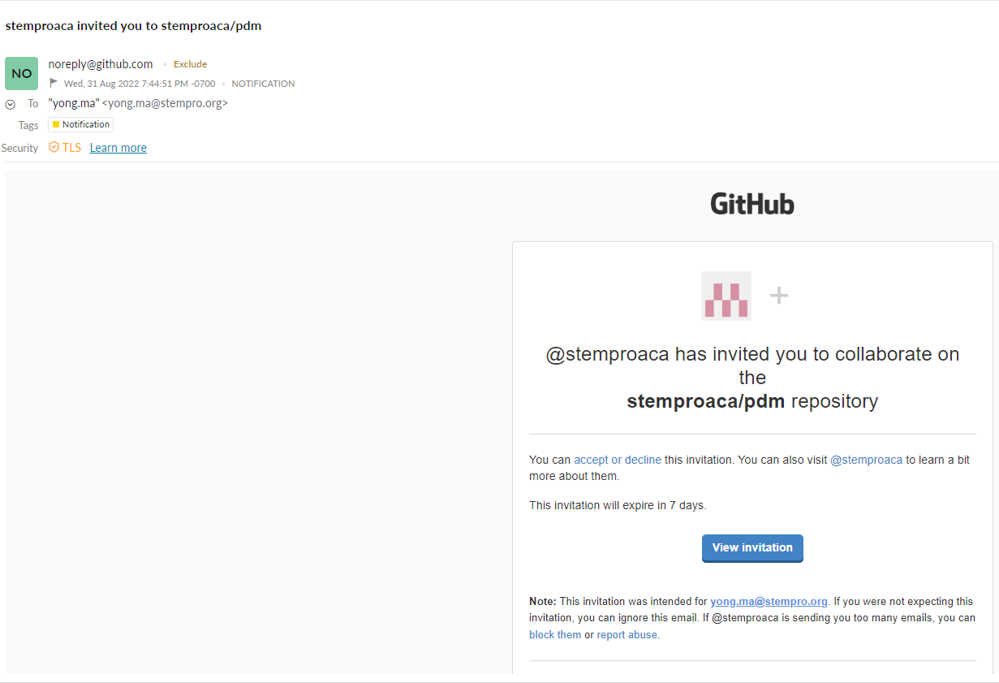 stemproaca invited you to stemproaca/pdm
NO
noreply@github.com Exclude
Wed, 31 Aug 2022 7:44:51 PM -0700 NOTIFICATION
To "yong.ma" <yong.ma@stempro.org>
Tags Notification
Security TLS Learn more
GitHub
@stemproaca has invited you to collaborate on
the
stemproaca/pdm repository
You can accept or decline this invitation. You can also visit @stemproaca to learn a bit
more about them.
This invitation will expire in 7 days.
View invitation
Note: This invitation was intended for yong.ma@stempro.org. If you were not expecting this
invitation, you can ignore this email. If @stemproaca is sending you too many emails, you can
block them or report abuse.